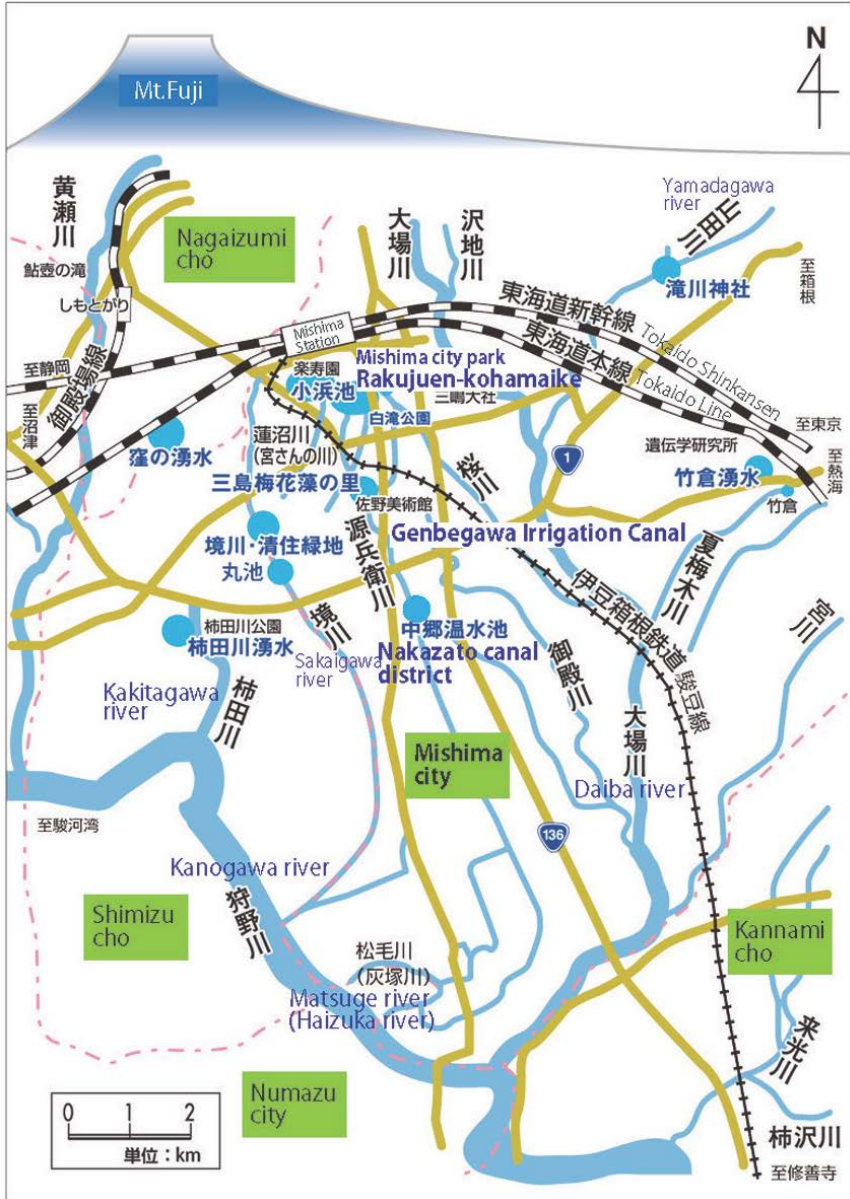 N
Mt.Fuji
黄瀬川
Nagaizumi
cho
鮎壺の滝
しもとがり
大場川
沢地川
Yamadagawa
river
山田川
滝川神社
至箱根
Mishima
Station
東海道新幹線
Tokaido Shinkansen
東海道本線
Tokaido Line
至静岡
御殿場線
至沼津
楽寿園
小浜池
Mishima city park
Rakujuen-kohamaike
三嶋大社
白滝公園
至東京
窪の湧水
蓮沼川
(宮さんの川)
1
遺伝学研究所
竹倉湧水
至熱海
竹倉
三島梅花藻の里
佐野美術館
桜川
境川・清住緑地
丸池
源兵衛川
Genbegawa Irrigation Canal
夏梅木川
柿田川公園
柿田川湧水
境川
Sakaigawa
river
中郷温水池
Nakazato canal
district
伊豆箱根鉄道
駿豆線
宮川
御殿川
Kakitagawa
river
柿田川
Mishima
city
大場川
Daiba river
至駿河湾
136
Kanogawa river
狩野川
Shimizu
cho
Kannami
cho
松毛川
(灰塚川)
Matsuge river
(Haizuka river)
来光川
Numazu
city
0 1 2
単位:km
柿沢川
至修善寺